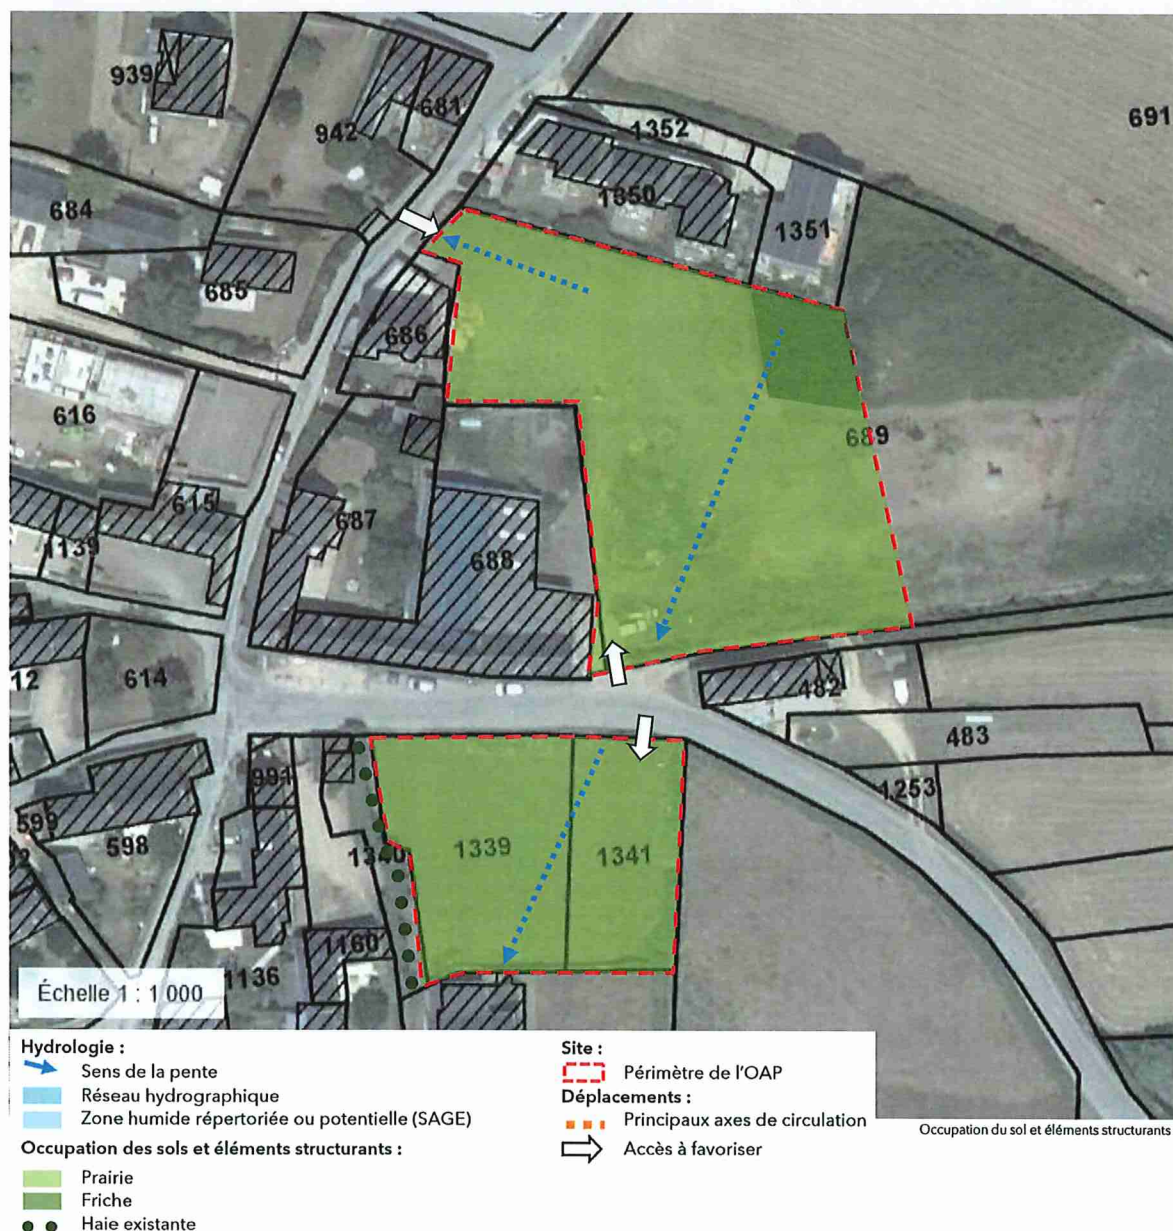 939
681
942
1352
691
684
1350
1351
685
686
616
689
615
687
1139
688
12
614
482
483
991
1253
599
598
1340
1339
1341
1160
1136
Échelle 1 : 1 000
Hydrologie :
Sens de la pente
Réseau hydrographique
Zone humide répertoriée ou potentielle (SAGE)
Occupation des sols et éléments structurants :
Prairie
Friche
Haie existante
Site :
Périmètre de l'OAP
Déplacements :
Principaux axes de circulation
Accès à favoriser
Occupation du sol et éléments structurants